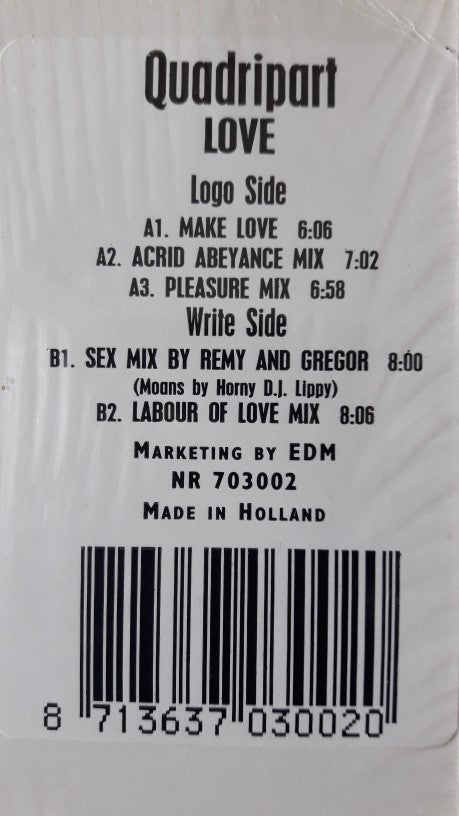 Quadripart
LOVE
Logo Side
A1. MAKE LOVE 6:06
A2. ACRID ABEYANCE MIX 7:02
A3. PLEASURE MIX 6:58
Write Side
B1. SEX MIX BY REMY AND GREGOR 8:00
(Moans by Horny D.J. Lippy)
B2. LABOUR OF LOVE MIX 8:06
MARKETING BY EDM
NR 703002
MADE IN HOLLAND
8 713637 030020